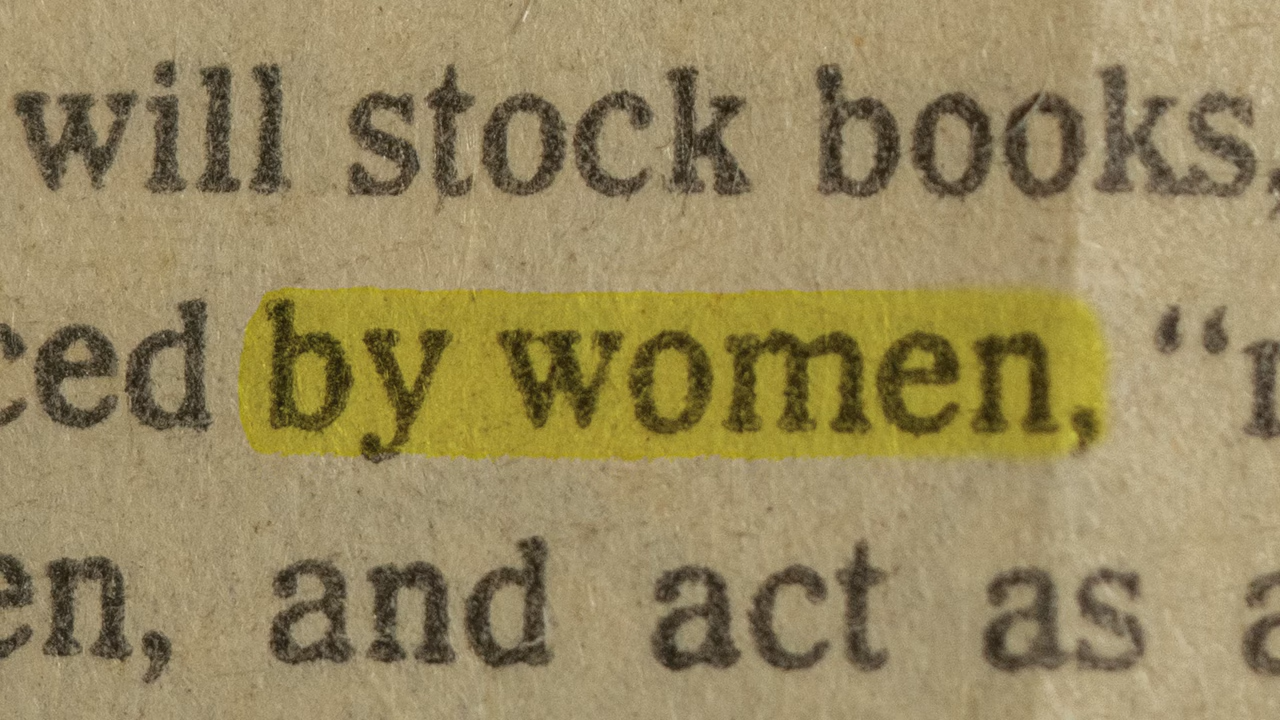 will stock books,
ced by women, “
en, and act as a